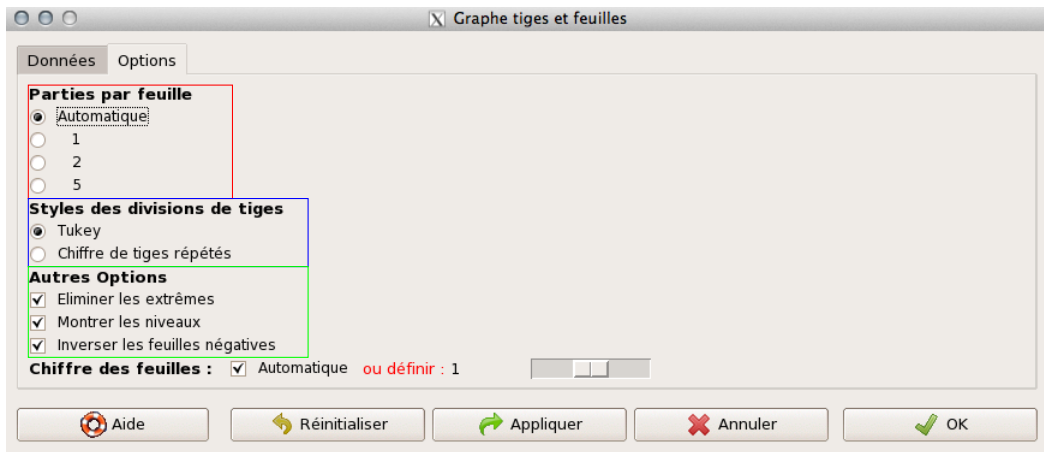 Graphe tiges et feuilles
Données Options
Parties par feuille
Automatique
1
2
5
Styles des divisions de tiges
Tukey
Chiffre de tiges répétés
Autres Options
Eliminer les extrêmes
Montrer les niveaux
Inverser les feuilles négatives
Chiffre des feuilles : Automatique ou définir : 1
Aide Réinitialiser Appliquer Annuler OK